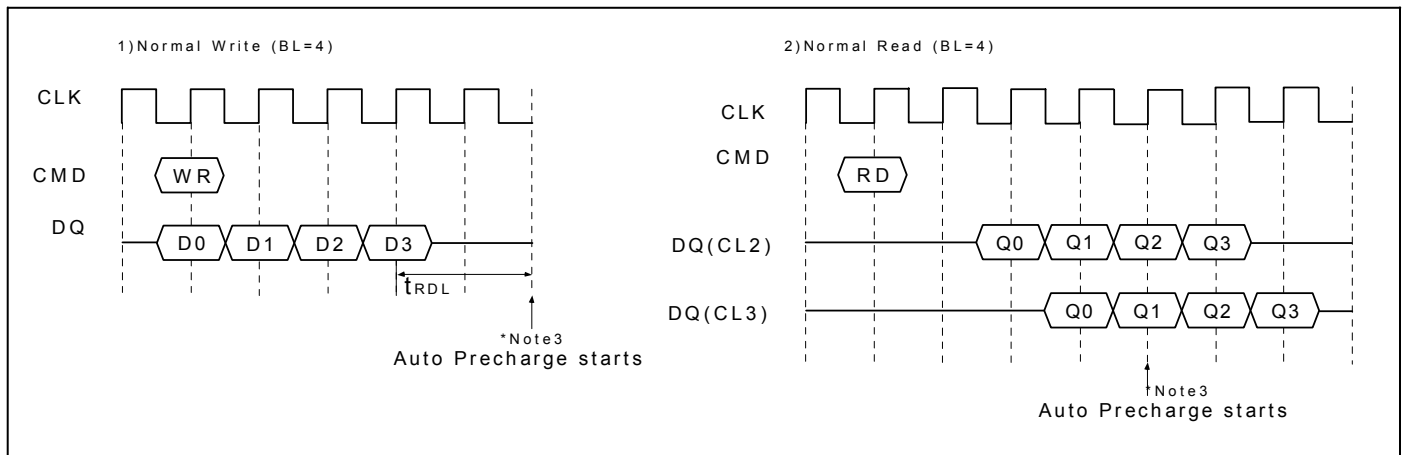 1)Normal Write (BL=4)
CLK
CMD
WR
DQ
D0 D1 D2 D3
tRDL
*Note3
Auto Precharge starts
2)Normal Read (BL=4)
CLK
CMD
RD
DQ(CL2)
Q0 Q1 Q2 Q3
DQ(CL3)
Q0 Q1 Q2 Q3
*Note3
Auto Precharge starts